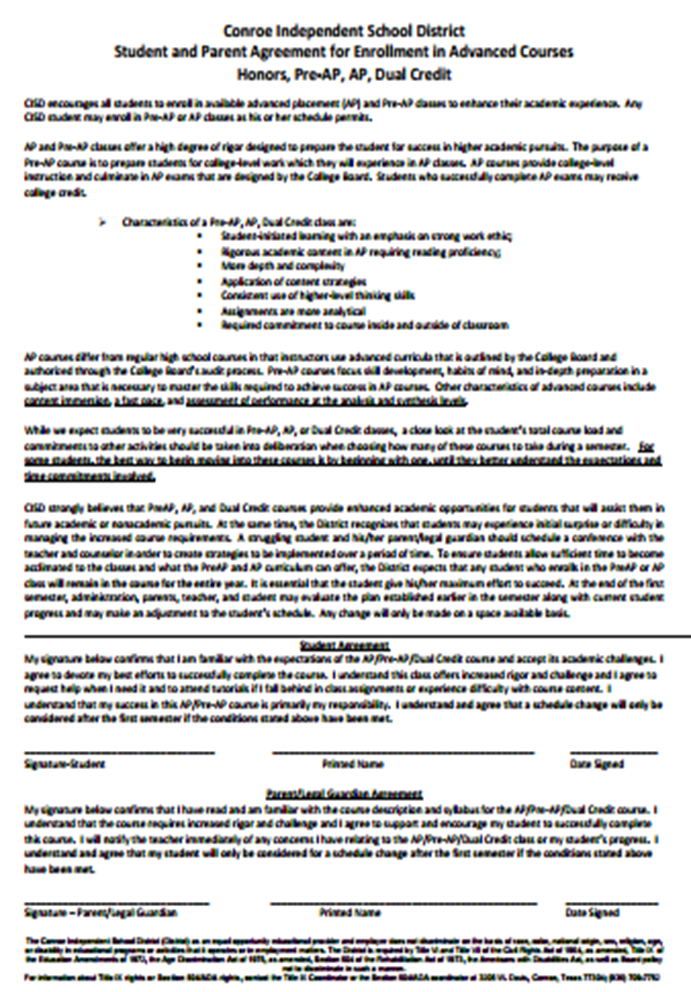 Conroe Independent School District
Student and Parent Agreement for Enrollment in Advanced Courses
Honors, Pre-AP, AP, Dual Credit
CISD encourages all students to enroll in available advanced placement (AP) and Pre-AP classes to enhance their academic experience. Any
CISD student may enroll in Pre-AP or AP classes as his or her schedule permits.
AP and Pre-AP classes offer a high degree of rigor designed to prepare the student for success in higher academic pursuits. The purpose of a
Pre-AP course is to prepare students for college-level work which they will experience in AP classes. AP courses provide college-level
instruction and culminate in AP exams that are designed by the College Board. Students who successfully complete AP exams may receive
college credit.
➢ Characteristics of a Pre-AP, AP, Dual Credit class are:
▪ Student-initiated learning with an emphasis on strong work ethic;
▪ Rigorous academic content in AP requiring reading proficiency;
▪ More depth and complexity
▪ Application of content strategies
▪ Consistent use of higher-level thinking skills
▪ Assignments are more analytical
▪ Required commitment to course inside and outside of classroom
AP courses differ from regular high school courses in that instructors use advanced curricula that is outlined by the College Board and
authorized through the College Board's audit process. Pre-AP courses focus skill development, habits of mind, and in-depth preparation in a
subject area that is necessary to master the skills required to achieve success in AP courses. Other characteristics of advanced courses include
content immersion, a fast pace, and assessment of performance at the analysis and synthesis levels.
While we expect students to be very successful in Pre-AP, AP, or Dual Credit classes, a close look at the student's total course load and
commitments to other activities should be taken into deliberation when choosing how many of these courses to take during a semester. For
some students, the best way to begin moving into these courses is by beginning with one, until they better understand the expectations and
time commitments involved.
CISD strongly believes that PreAP, AP, and Dual Credit courses provide enhanced academic opportunities for students that will assist them in
future academic or nonacademic pursuits. At the same time, the District recognizes that students may experience initial surprise or difficulty in
managing the increased course requirements. A struggling student and his/her parent/legal guardian should schedule a conference with the
teacher and counselor in order to create strategies to be implemented over a period of time. To ensure students allow sufficient time to become
acclimated to the classes and what the PreAP and AP curriculum can offer, the District expects that any student who enrolls in the PreAP or AP
class will remain in the course for the entire year. It is essential that the student give his/her maximum effort to succeed. At the end of the first
semester, administration, parents, teacher, and student may evaluate the plan established earlier in the semester along with current student
progress and may make an adjustment to the student's schedule. Any change will only be made on a space available basis.
Student Agreement
My signature below confirms that I am familiar with the expectations of the AP/Pre-AP/Dual Credit course and accept its academic challenges. I
agree to devote my best efforts to successfully complete the course. I understand this class offers increased rigor and challenge and I agree to
request help when I need it and to attend tutorials if I fall behind in class assignments or experience difficulty with course content. I
understand that my success in this AP/Pre-AP course is primarily my responsibility. I understand and agree that a schedule change will only be
considered after the first semester if the conditions stated above have been met.
Signature-Student Printed Name Date Signed
Parent/Legal Guardian Agreement
My signature below confirms that I have read and am familiar with the course description and syllabus for the AP/Pre-AP/Dual Credit course. I
understand that the course requires increased rigor and challenge and I agree to support and encourage my student to successfully complete
this course. I will notify the teacher immediately of any concerns I have relating to the AP/Pre-AP/Dual Credit class or my student's progress. I
understand and agree that my student will only be considered for a schedule change after the first semester if the conditions stated above
have been met.
Signature – Parent/Legal Guardian Printed Name Date Signed
The Conroe Independent School District (District) as an equal opportunity educational provider and employer does not discriminate on the basis of race, color, national origin, sex, religion, age,
or disability in educational programs or activities that it operates or in employment matters. The District is required by Title VI and Title VII of the Civil Rights Act of 1964, as amended, Title IX of
the Education Amendments of 1972, the Age Discrimination Act of 1975, as amended, Section 504 of the Rehabilitation Act of 1973, the Americans with Disabilities Act, as well as Board policy
not to discriminate in such a manner.
For information about Title IX rights or Section 504/ADA rights, contact the Title IX Coordinator or the Section 504/ADA coordinator at 3205 W. Davis, Conroe, Texas 77304;